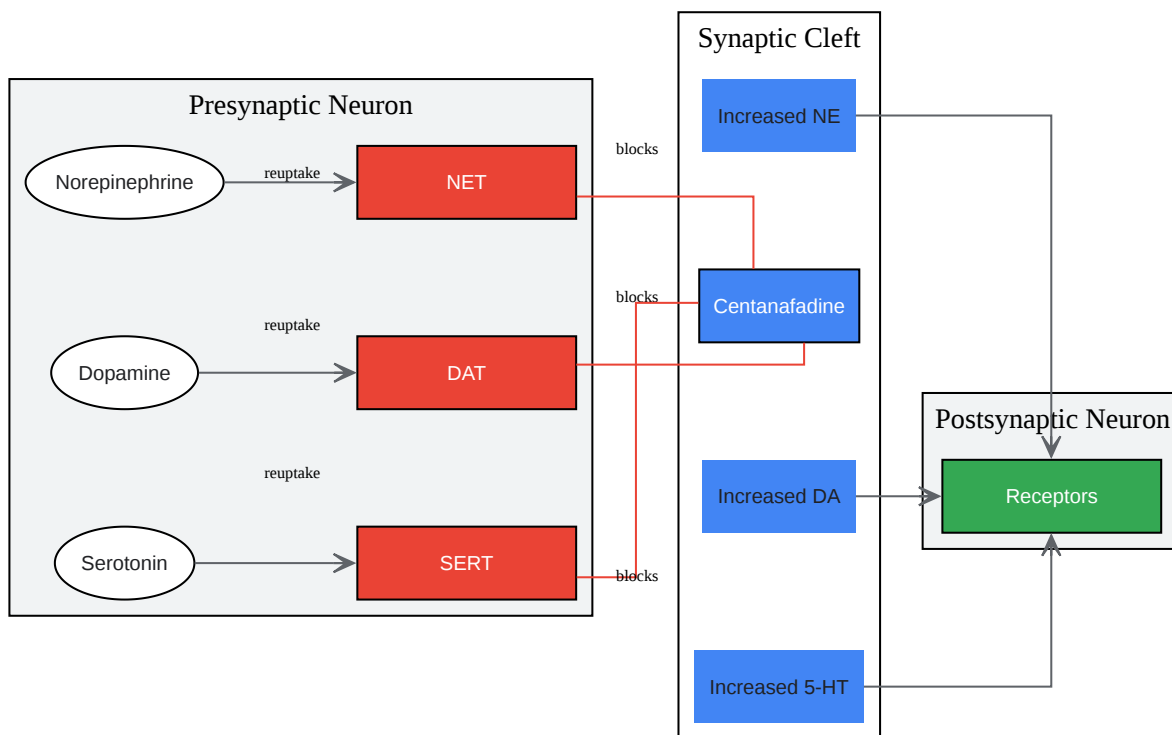 Synaptic Cleft
Presynaptic Neuron
Increased NE
blocks
Norepinephrine
reuptake
NET
blocks
Centanafadine
reuptake
Dopamine
DAT
Postsynaptic Neuron
reuptake
Increased DA
Receptors
Serotonin
SERT
blocks
Increased 5-HT